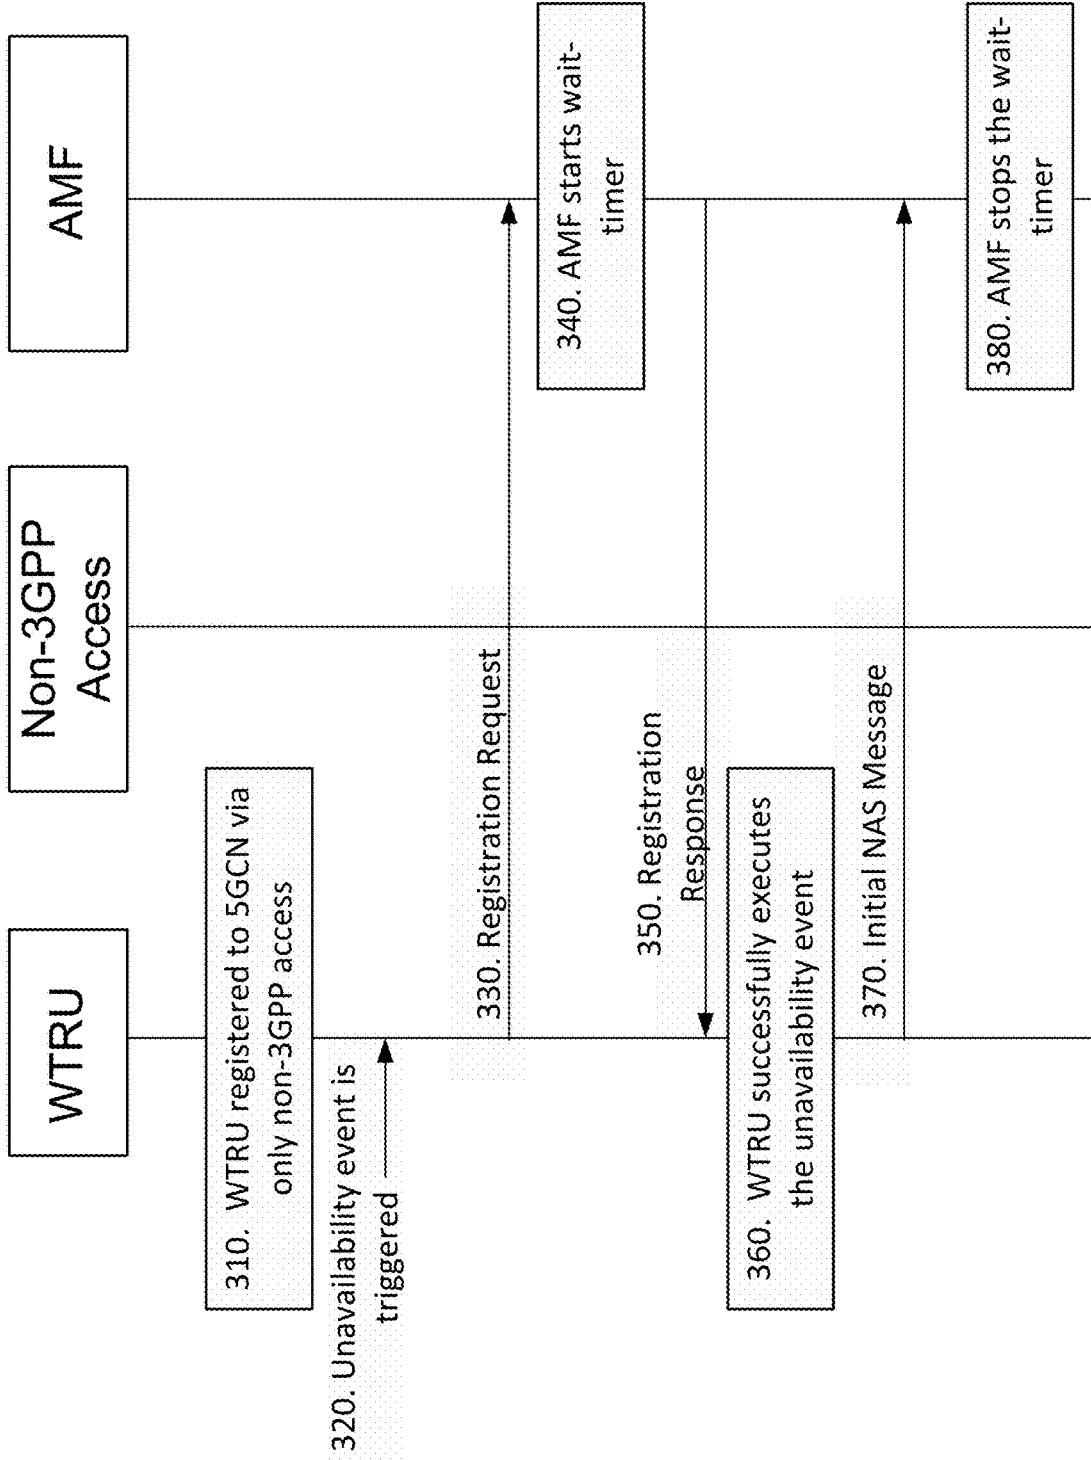 WTRU
Non-3GPP
Access
AMF
310. WTRU registered to 5GCN via
only non-3GPP access
320. Unavailability event is
triggered
330. Registration Request
340. AMF starts wait-
timer
350. Registration
Response
360. WTRU successfully executes
the unavailability event
370. Initial NAS Message
380. AMF stops the wait-
timer